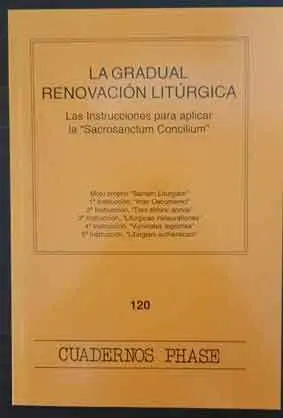 LA GRADUAL
RENOVACIÓN LITÚRGICA
Las Instrucciones para aplicar
la "Sacrosanctum Concilium"
Motu proprio "Sacram Liturgiam"
1ª Instrucción, "Inter Oecumenici"
2ª Instrucción, "Tres abhinc annos"
3ª Instrucción, "Liturgicae instaurationes"
4ª Instrucción, "Varietates legitimae"
5ª Instrucción, "Liturgiam authenticam"
120
CUADERNOS PHASE